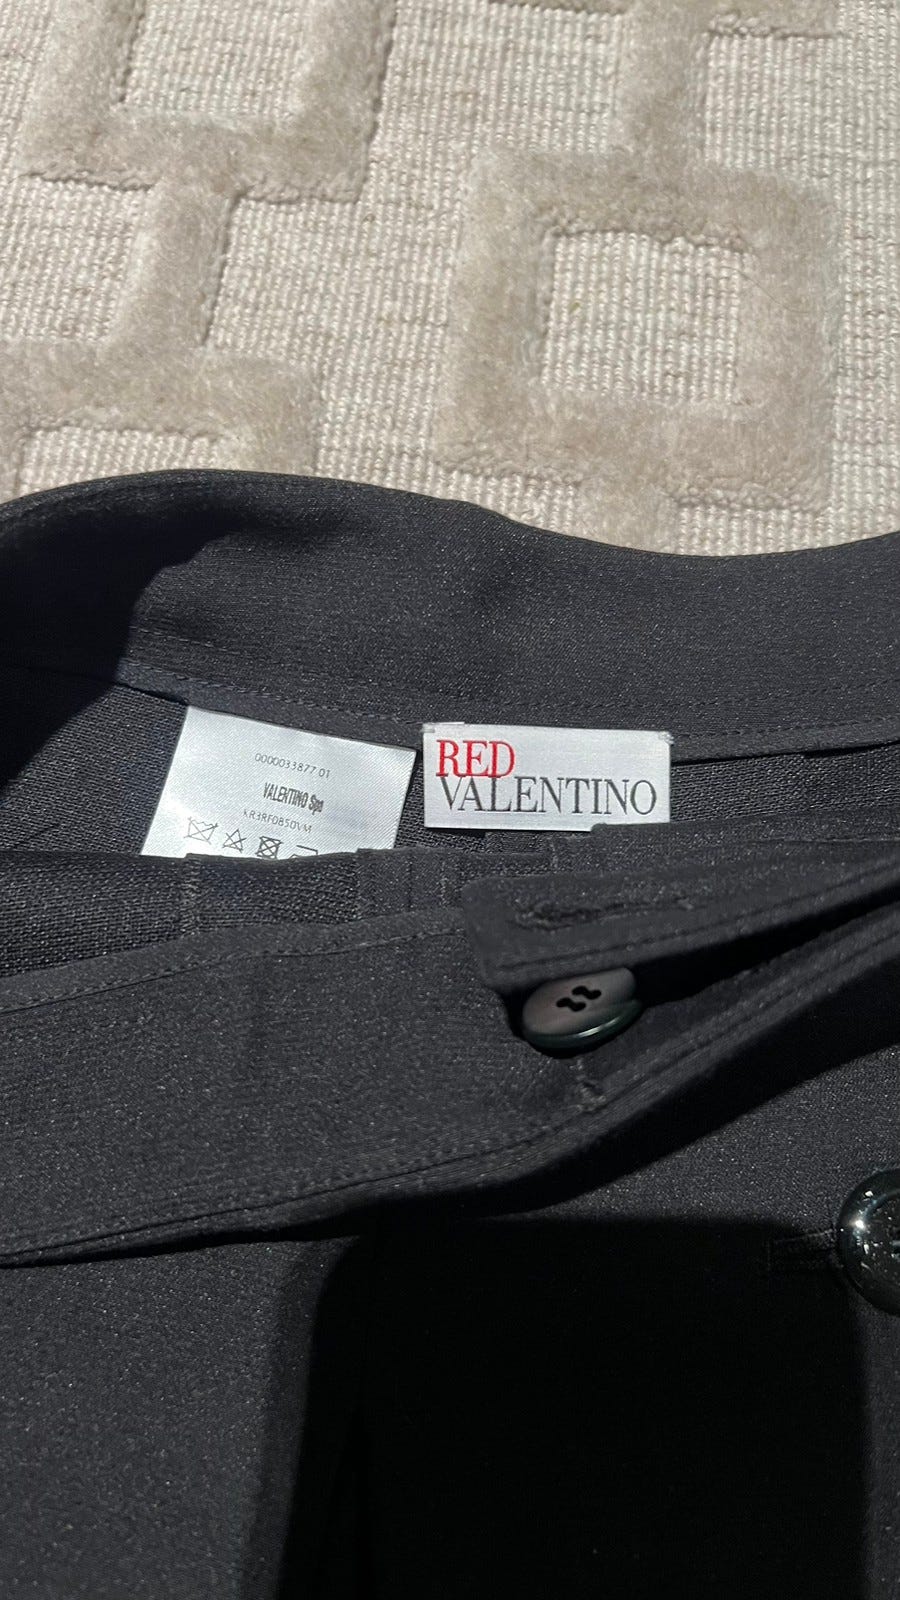 0000033877 01
VALENTINO SpA
KR3RF0850VM
RED
VALENTINO